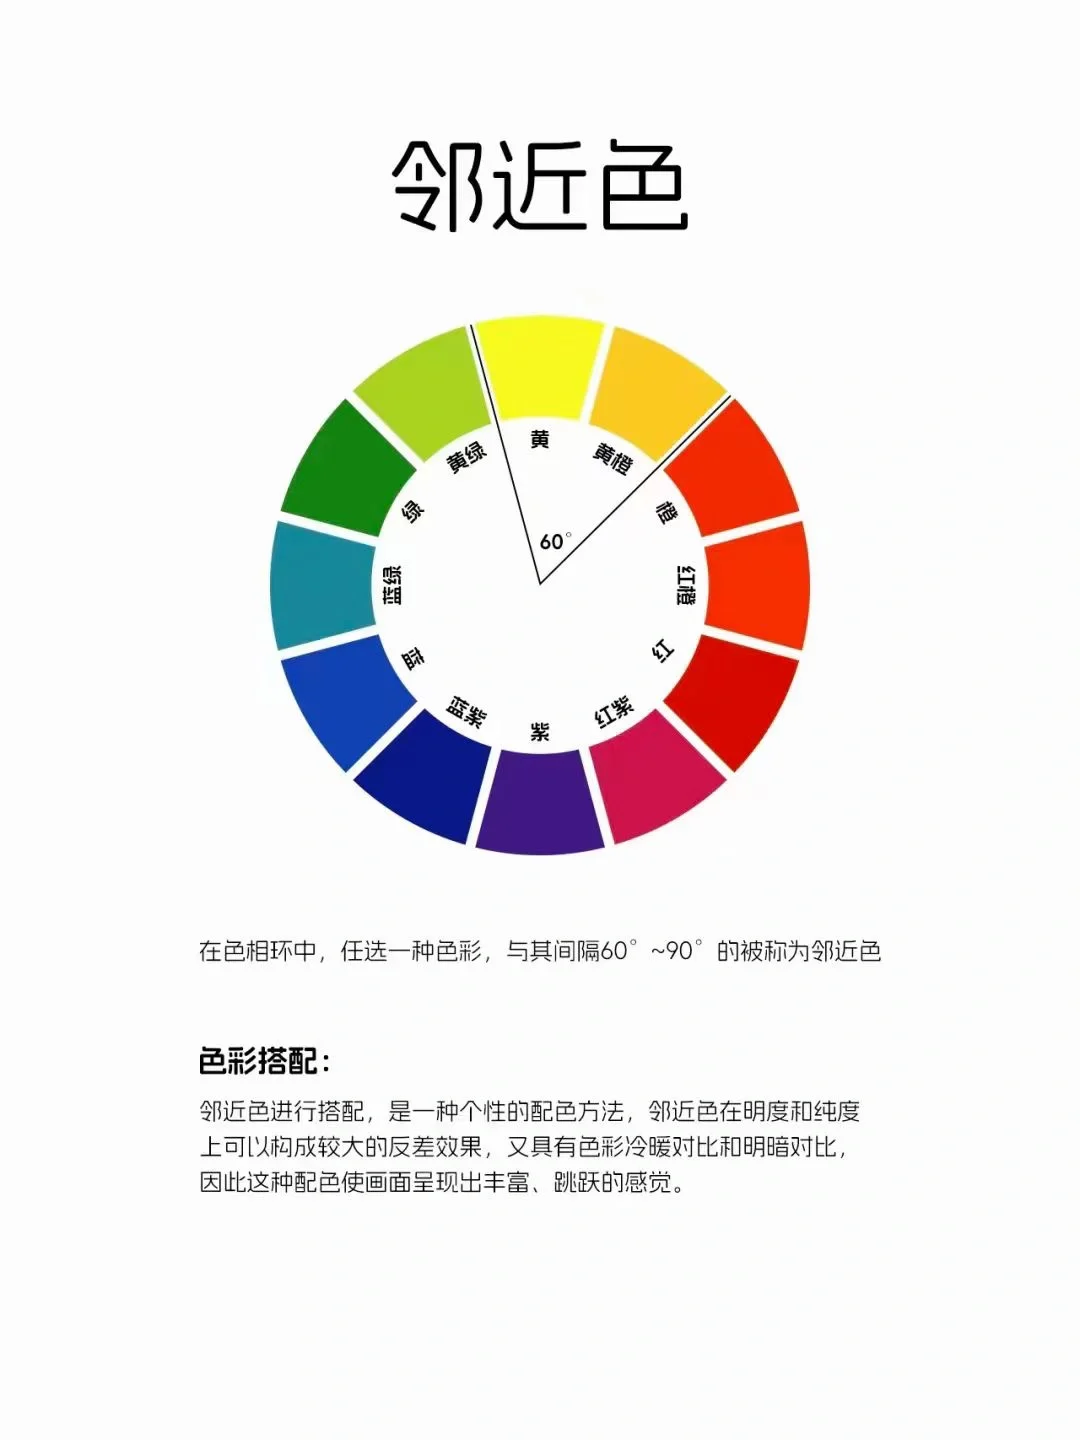 邻近色
黄
黄橙
橙
红橙
红
红紫
紫
蓝紫
蓝
蓝绿
绿
黄绿
60°
在色相环中，任选一种色彩，与其间隔60°~90°的被称为邻近色
色彩搭配：
邻近色进行搭配，是一种个性的配色方法，邻近色在明度和纯度
上可以构成较大的反差效果，又具有色彩冷暖对比和明暗对比，
因此这种配色使画面呈现出丰富、跳跃的感觉。